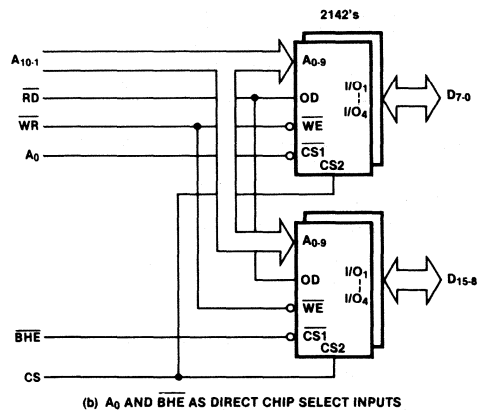 2142's
A10-1
A0-9
RD
OD
I/O1
I/O4
D7-0
WR
WE
A0
CS1
CS2
A0-9
OD
I/O1
I/O4
D15-8
WE
BHE
CS1
CS2
CS
(b) A0 AND BHE AS DIRECT CHIP SELECT INPUTS